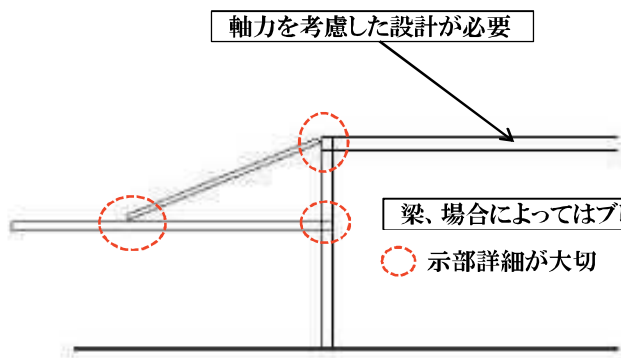 軸力を考慮した設計が必要
梁、場合によってはブ
示部詳細が大切